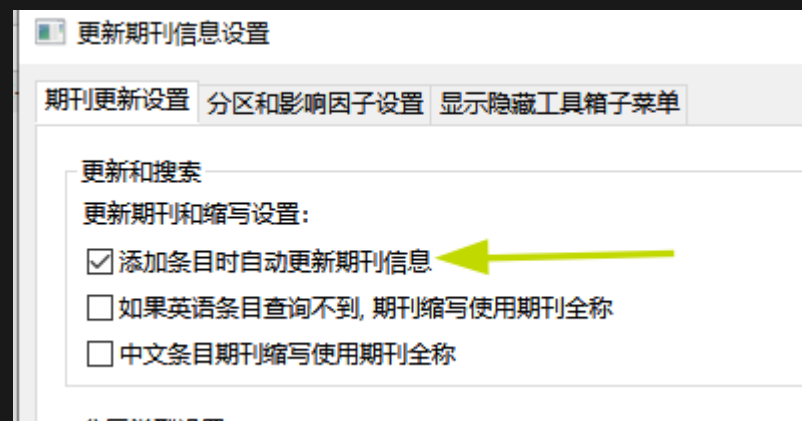 更新期刊信息设置
期刊更新设置 分区和影响因子设置 显示隐藏工具箱子菜单
更新和搜索
更新期刊和缩写设置:
添加条目时自动更新期刊信息
如果英语条目查询不到, 期刊缩写使用期刊全称
中文条目期刊缩写使用期刊全称